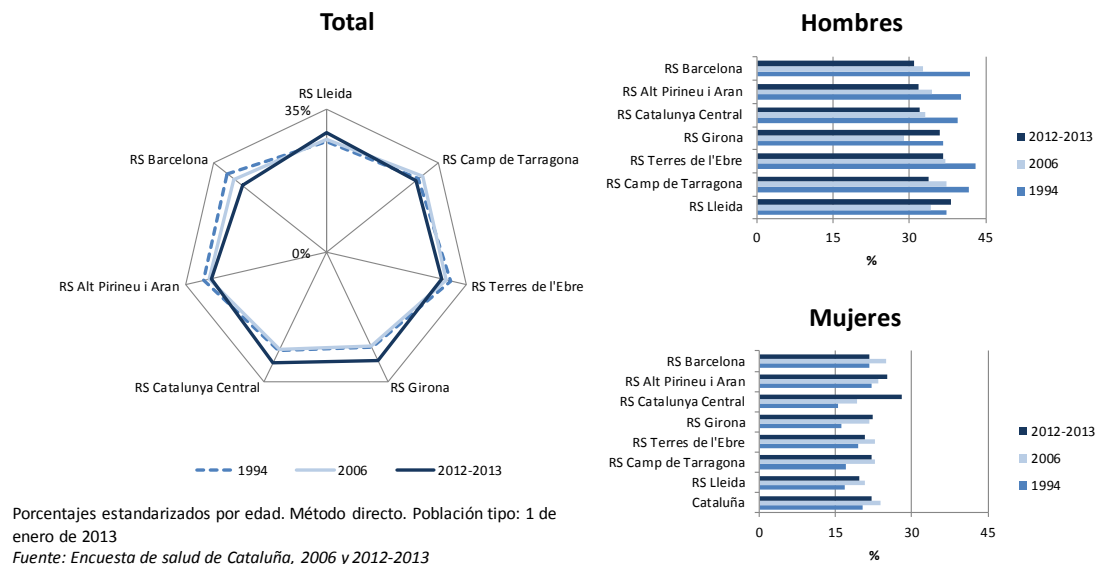 Total
RS Lleida
35%
RS Barcelona
RS Camp de Tarragona
0%
RS Alt Pirineu i Aran
RS Terres de l'Ebre
RS Catalunya Central
RS Girona
1994
2006
2012-2013
Porcentajes estandarizados por edad. Método directo. Población tipo: 1 de
enero de 2013
Fuente: Encuesta de salud de Cataluña, 2006 y 2012-2013
Hombres
RS Barcelona
RS Alt Pirineu i Aran
RS Catalunya Central
RS Girona
RS Terres de l'Ebre
RS Camp de Tarragona
RS Lleida
0 15 30 45
%
2012-2013
2006
1994
Mujeres
RS Barcelona
RS Alt Pirineu i Aran
RS Catalunya Central
RS Girona
RS Terres de l'Ebre
RS Camp de Tarragona
RS Lleida
Cataluña
0 15 30 45
%
2012-2013
2006
1994